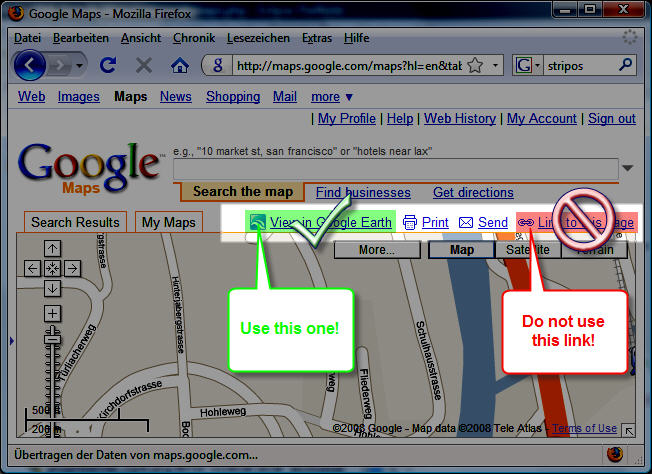 Google Maps - Mozilla Firefox
Datei Bearbeiten Ansicht Chronik Lesezeichen Extras Hilfe
http://maps.google.com/maps?hl=en&tab
G stripos
Web Images Maps News Shopping Mail more ▼
| My Profile | Help | Web History | My Account | Sign out
Google™
Maps
e.g., "10 market st, san francisco" or "hotels near lax"
Search the map Find businesses Get directions
Search Results My Maps View in Google Earth Print Send Link to this page
More... Map Satellite Terrain
Use this one!
Do not use
this link!
Hinterjabergstrasse
Türlacherweg
Kirchdorfstrasse
Hohleweg
Fliederweg
Schulhausstrasse
500
200
©2008 Google - Map data ©2008 Tele Atlas - Terms of Use
Übertragen der Daten von maps.google.com...